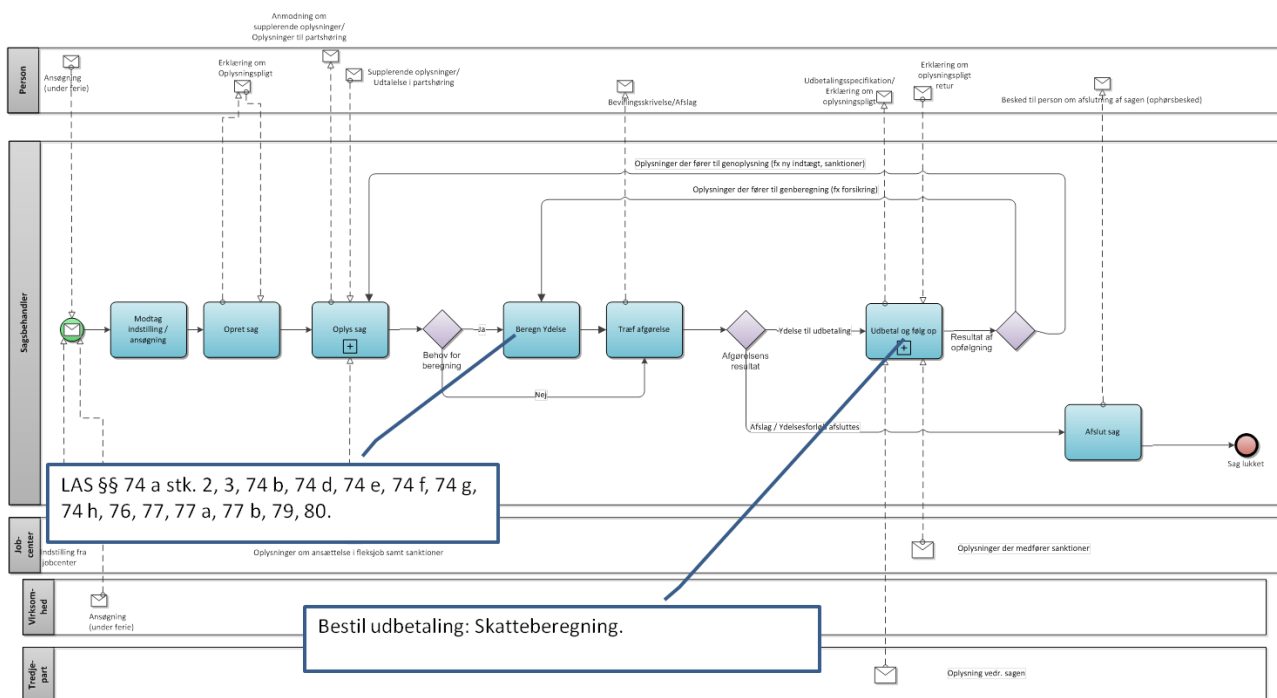 Anmodning om
supplerende oplysninger/
Oplysninger til partshøring
Person
Ansøgning
(under ferie)
Erklæring om
Oplysningspligt
Supplerende oplysninger/
Udtalelse i partshøring
Bevilningsskrivelse/Afslag
Udbetalingsspecifikation/
Erklæring om
oplysningspligt
Erklæring om
oplysningspligt
retur
Besked til person om afslutning af sagen (ophørsbesked)
Sagsbehandler
Oplysninger der fører til genoplysning (fx ny indtægt, sanktioner)
Oplysninger der fører til genberegning (fx forsikring)
Modtag
indstilling /
ansøgning
Opret sag
Oplys sag
Behov for
beregning
Ja
Nej
Beregn Ydelse
Træf afgørelse
Afgørelsens
resultat
Ydelse til udbetaling
Udbetal og følg op
Resultat af
opfølgning
Afslag / Ydelsesforløb afsluttes
Afslut sag
Sag lukket
LAS §§ 74 a stk. 2, 3, 74 b, 74 d, 74 e, 74 f, 74 g,
74 h, 76, 77, 77 a, 77 b, 79, 80.
Job-
center
Indstilling fra
jobcenter
Oplysninger om ansættelse i fleksjob samt sanktioner
Oplysninger der medfører sanktioner
Virksom-
hed
Ansøgning
(under ferie)
Bestil udbetaling: Skatteberegning.
Tredje-
part
Oplysning vedr. sagen